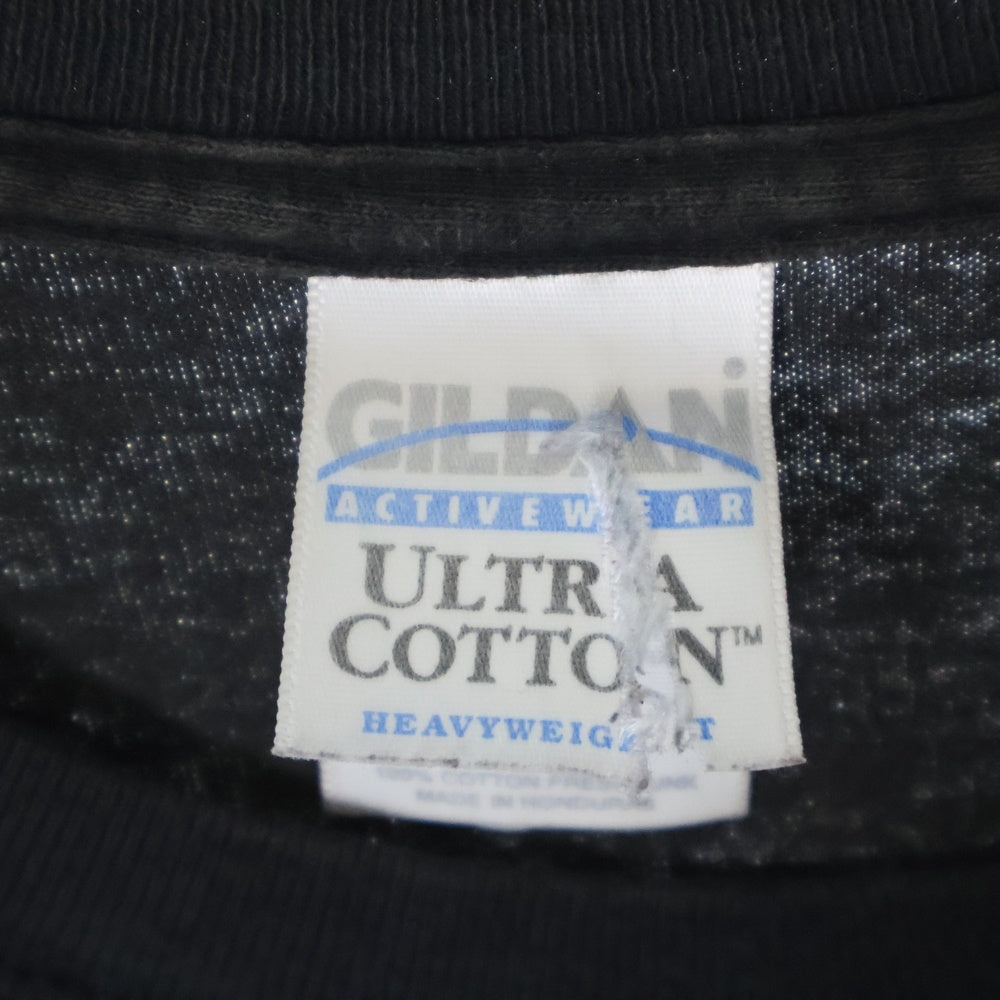 GILDAN®
ACTIVEWEAR
ULTRA
COTTON™
HEAVYWEIGHT
100% COTTON PRESHRUNK
MADE IN HONDURAS